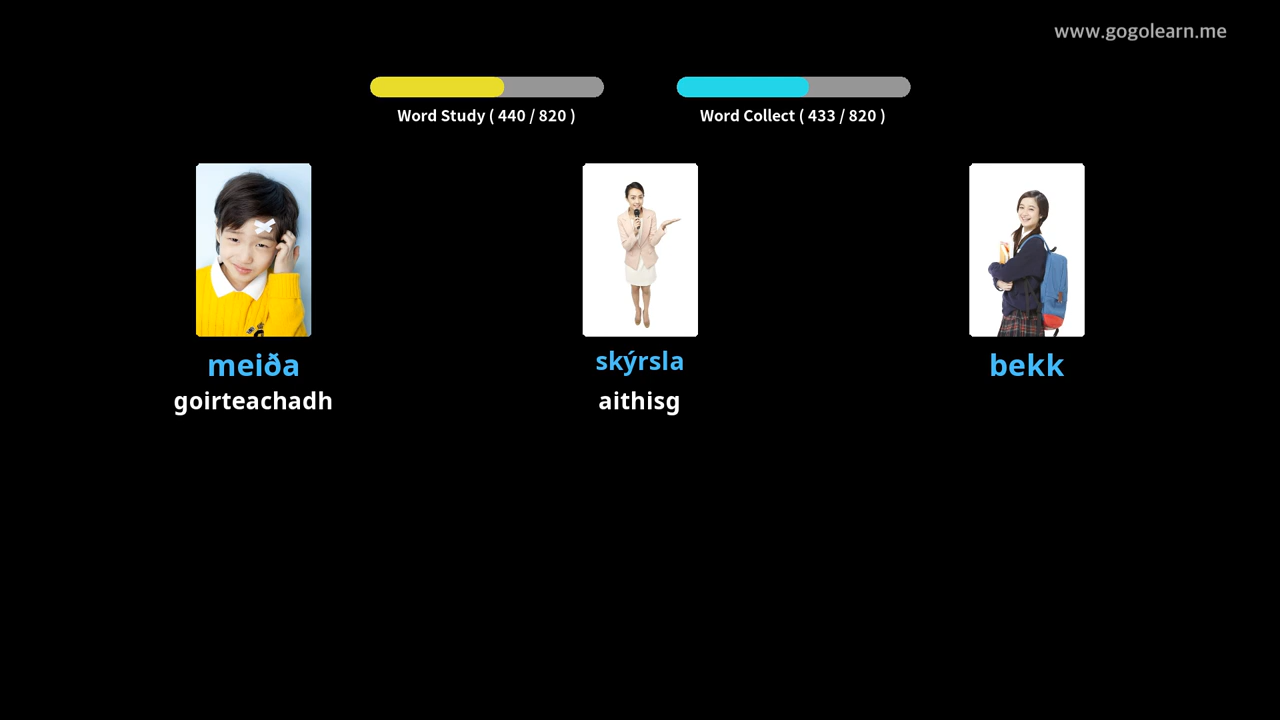 www.gogolearn.me
Word Study ( 440 / 820 )
Word Collect ( 433 / 820 )
meiða
skýrsla
bekk
goirteachadh
aithisg